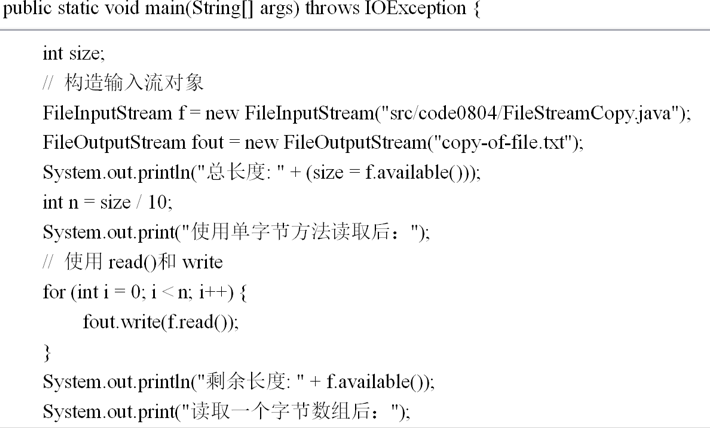 public static void main(String[] args) throws IOException {
int size;
// 构造输入流对象
FileInputStream f = new FileInputStream("src/code0804/FileStreamCopy.java");
FileOutputStream fout = new FileOutputStream("copy-of-file.txt");
System.out.println("总长度: " + (size = f.available()));
int n = size / 10;
System.out.print("使用单字节方法读取后：");
// 使用 read()和 write
for (int i = 0; i < n; i++) {
fout.write(f.read());
}
System.out.println("剩余长度: " + f.available());
System.out.print("读取一个字节数组后：");